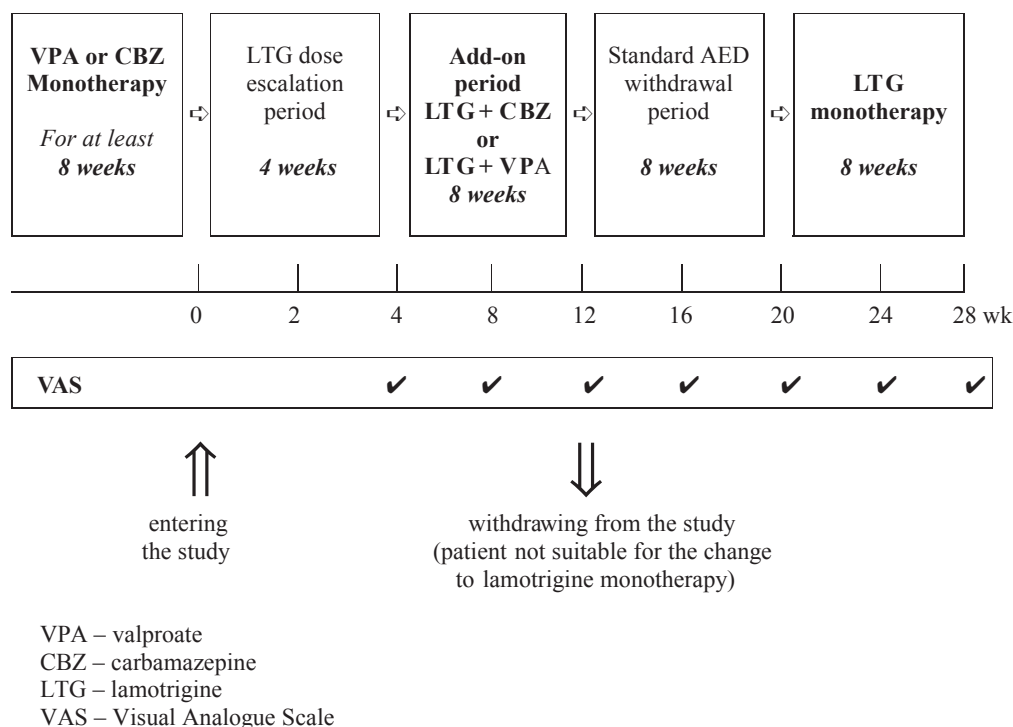 VPA or CBZ
Monotherapy
For at least
8 weeks
➪
LTG dose
escalation
period
4 weeks
➪
Add-on
period
LTG + CBZ
or
LTG + VPA
8 weeks
➪
Standard AED
withdrawal
period
8 weeks
➪
LTG
monotherapy
8 weeks
0 2 4 8 12 16 20 24 28 wk
VAS ✔ ✔ ✔ ✔ ✔ ✔ ✔
entering
the study
withdrawing from the study
(patient not suitable for the change
to lamotrigine monotherapy)
VPA – valproate
CBZ – carbamazepine
LTG – lamotrigine
VAS – Visual Analogue Scale